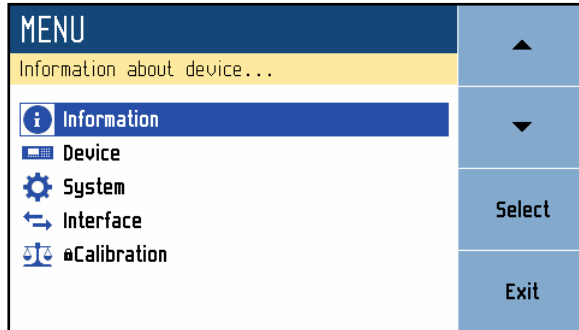 MENU
Information about device...
Information
Device
System
Interface
Calibration
Select
Exit